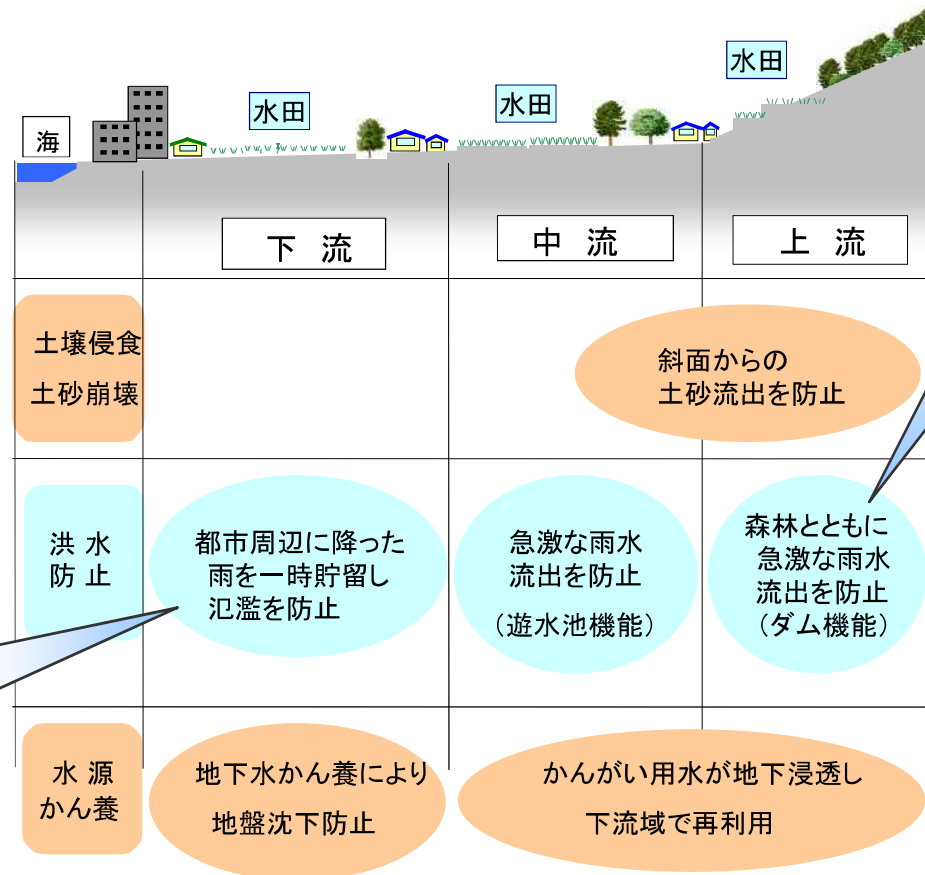 水田
水田
水田
海
下 流
中 流
上 流
土壌侵食
土砂崩壊
斜面からの
土砂流出を防止
洪 水
防 止
都市周辺に降った
雨を一時貯留し
氾濫を防止
急激な雨水
流出を防止
(遊水池機能)
森林とともに
急激な雨水
流出を防止
(ダム機能)
水 源
かん養
地下水かん養により
地盤沈下防止
かんがい用水が地下浸透し
下流域で再利用